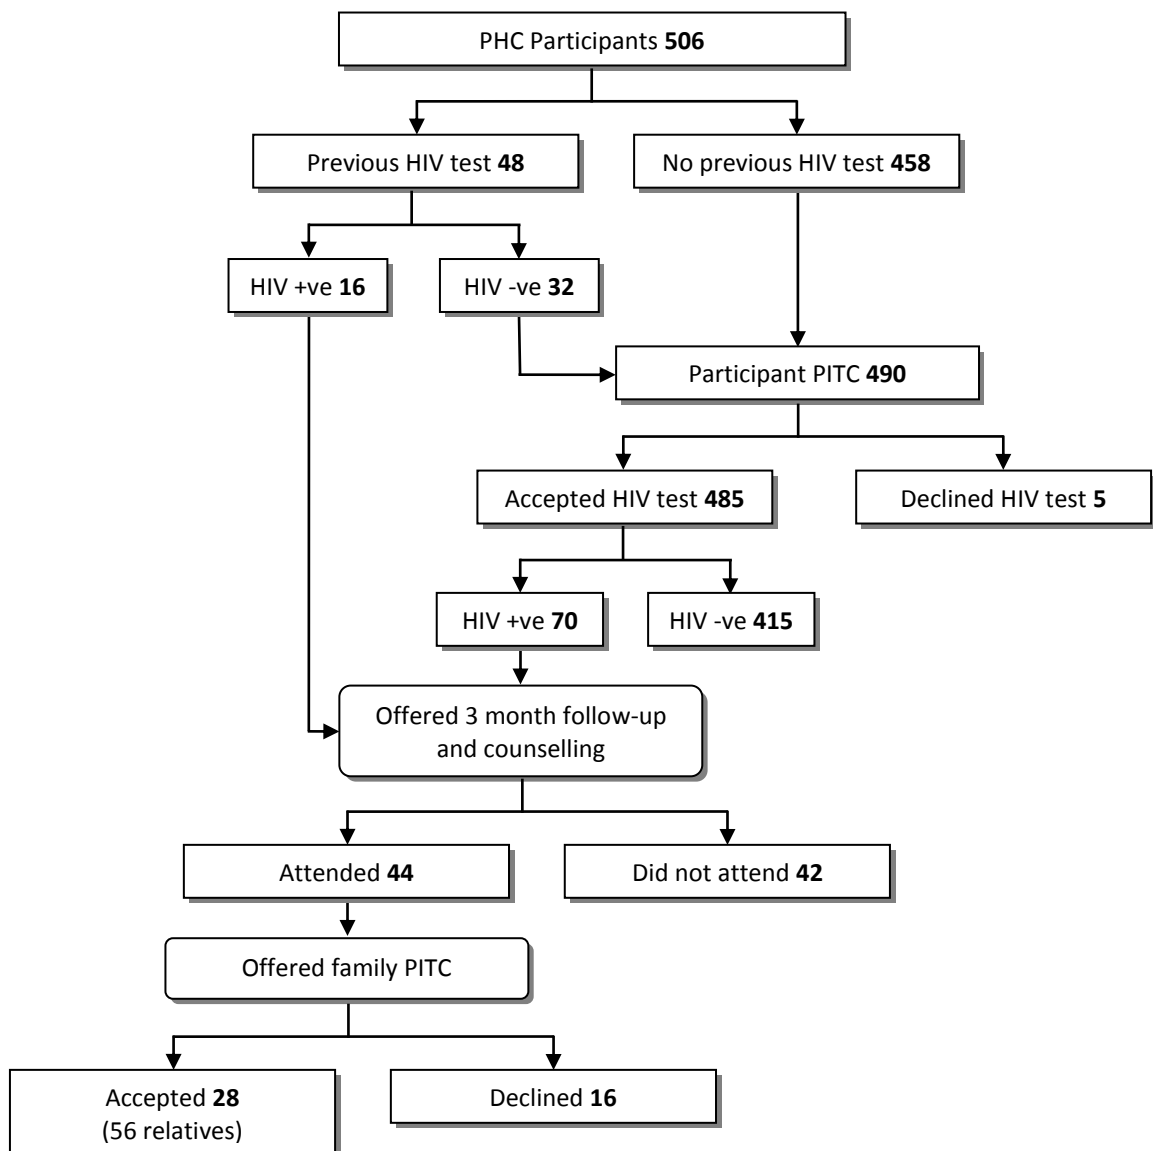 PHC Participants 506
Previous HIV test 48
No previous HIV test 458
HIV +ve 16
HIV -ve 32
Participant PITC 490
Accepted HIV test 485
Declined HIV test 5
HIV +ve 70
HIV -ve 415
Offered 3 month follow-up
and counselling
Attended 44
Did not attend 42
Offered family PITC
Accepted 28
(56 relatives)
Declined 16